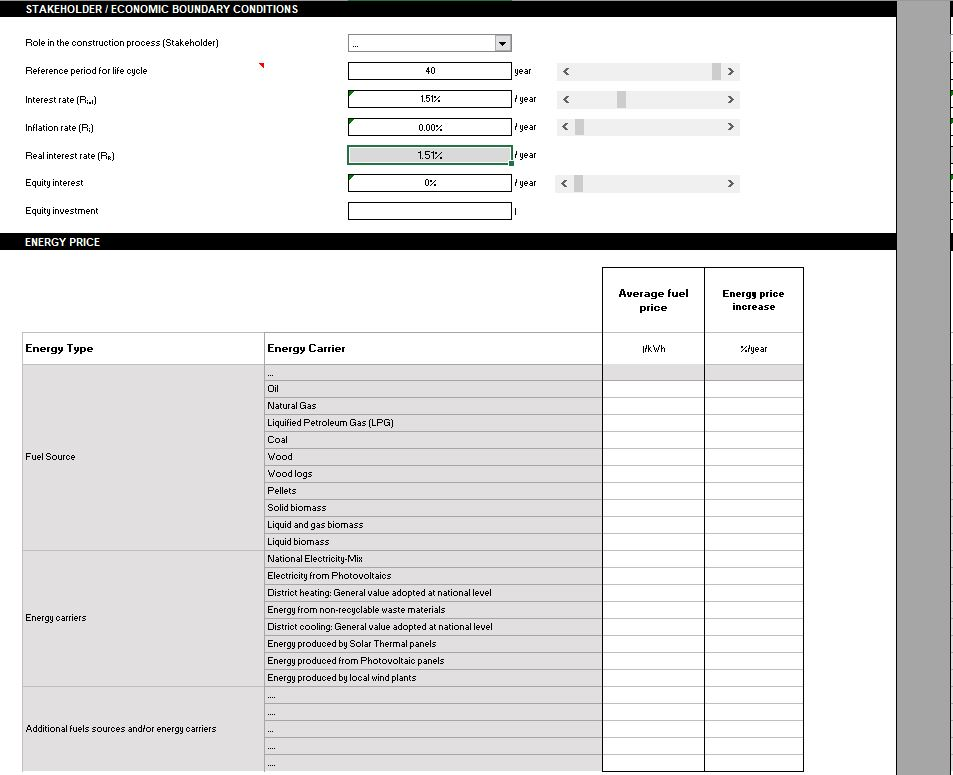 STAKEHOLDER / ECONOMIC BOUNDARY CONDITIONS
Role in the construction process (Stakeholder) ...
Reference period for life cycle 40 year
Interest rate 1.51% / year
Inflation rate (Ri) 0.00% / year
Real interest rate (RR) 1.51% / year
Equity interest 0% / year
Equity investment
ENERGY PRICE
Average fuel price
Energy price increase
Energy Type Energy Carrier /kWh %/year
...
Oil
Natural Gas
Liquified Petroleum Gas (LPG)
Coal
Fuel Source Wood
Wood logs
Pellets
Solid biomass
Liquid and gas biomass
Liquid biomass
National Electricity-Mix
Electricity from Photovoltaics
District heating: General value adopted at national level
Energy carriers
Energy from non-recyclable waste materials
District cooling: General value adopted at national level
Energy produced by Solar Thermal panels
Energy produced from Photovoltaic panels
Energy produced by local wind plants
....
....
Additional fuels sources and/or energy carriers ...
....
....